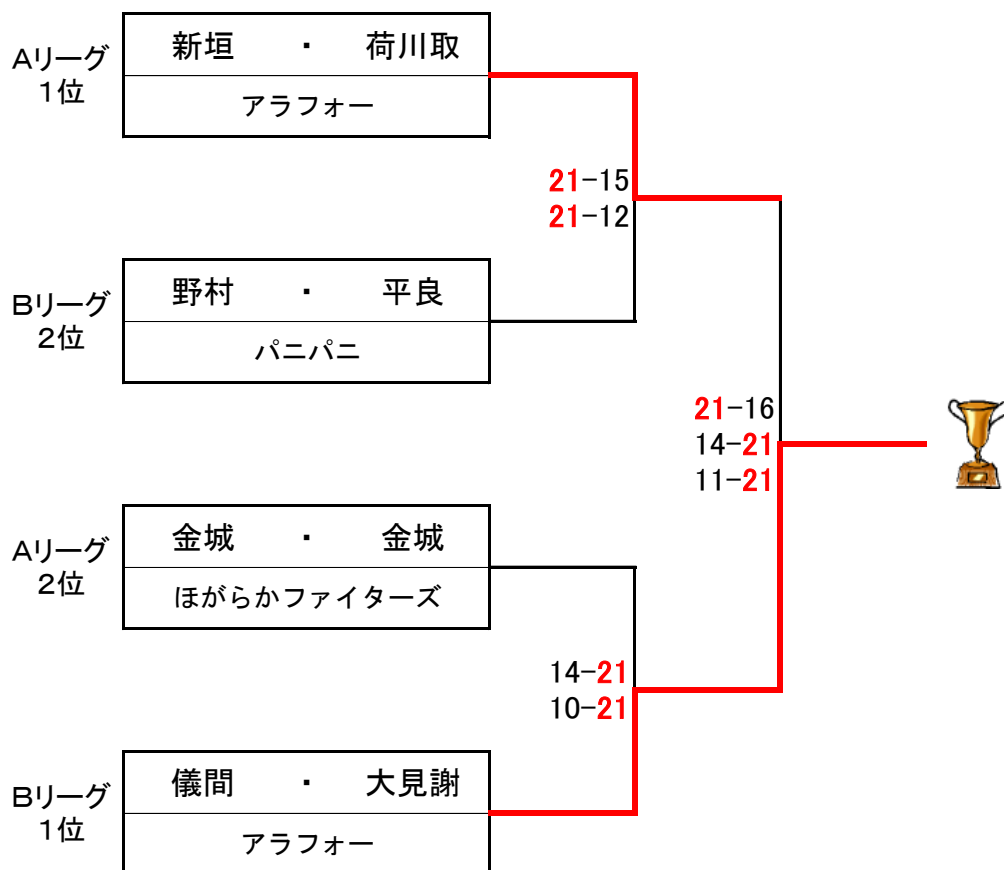 Aリーグ
1位
新垣 ・ 荷川取
アラフォー
21-15
21-12
Bリーグ
2位
野村 ・ 平良
パニパニ
21-16
14-21
11-21
Aリーグ
2位
金城 ・ 金城
ほがらかファイターズ
14-21
10-21
Bリーグ
1位
儀間 ・ 大見謝
アラフォー